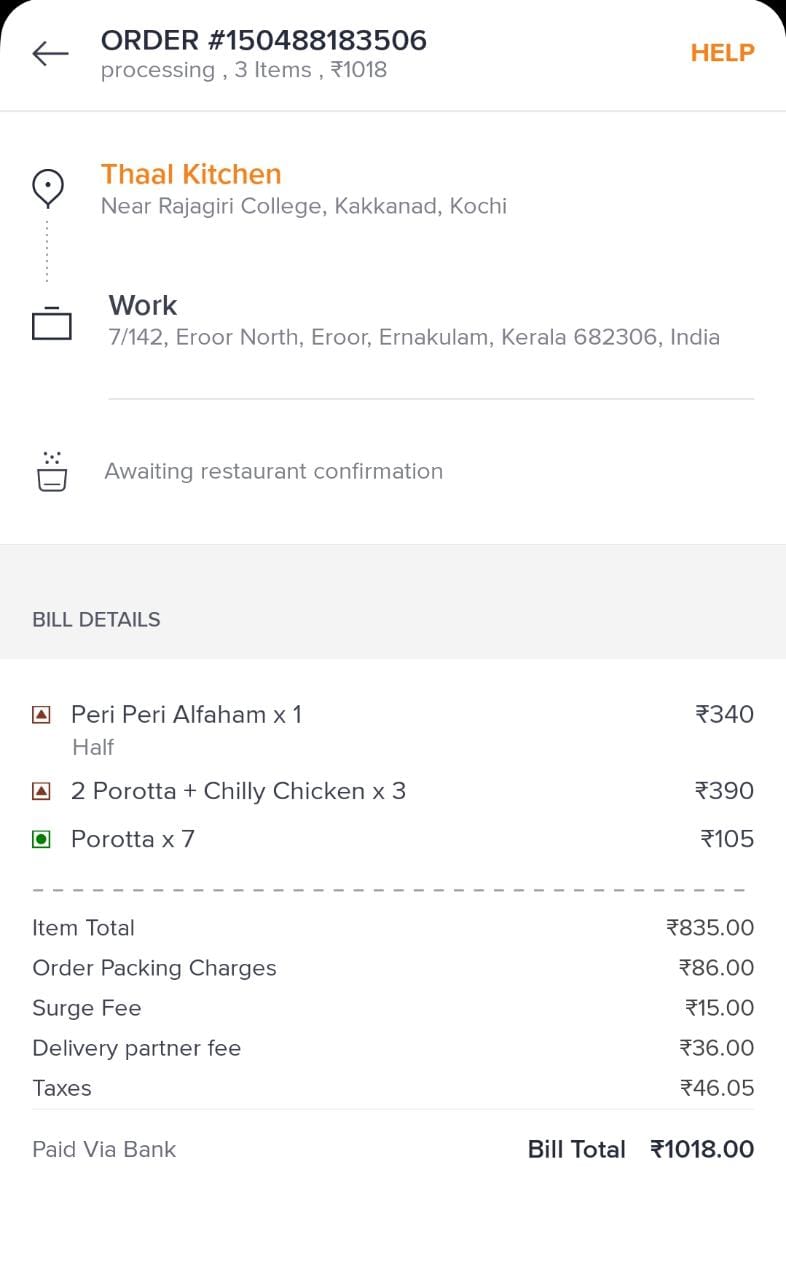 ORDER #150488183506
HELP
processing , 3 Items , ₹1018
Thaal Kitchen
Near Rajagiri College, Kakkanad, Kochi
Work
7/142, Eroor North, Eroor, Ernakulam, Kerala 682306, India
Awaiting restaurant confirmation
BILL DETAILS
Peri Peri Alfaham x 1 ₹340
Half
2 Porotta + Chilly Chicken x 3 ₹390
Porotta x 7 ₹105
Item Total ₹835.00
Order Packing Charges ₹86.00
Surge Fee ₹15.00
Delivery partner fee ₹36.00
Taxes ₹46.05
Paid Via Bank Bill Total ₹1018.00